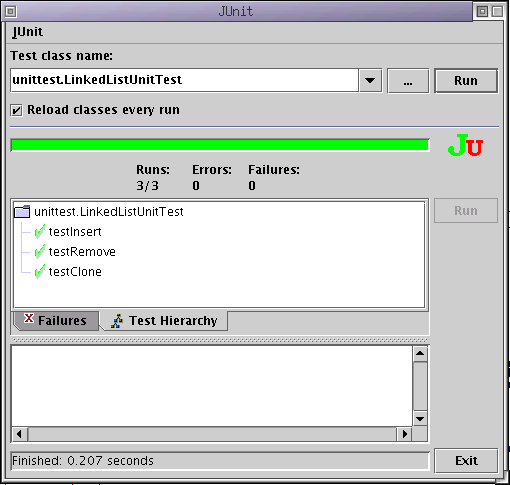 JUnit
JUnit
Test class name:
unittest.LinkedListUnitTest
... Run
Reload classes every run
JU
Runs: Errors: Failures:
3/3 0 0
unittest.LinkedListUnitTest
Run
testInsert
testRemove
testClone
Failures Test Hierarchy
Finished: 0.207 seconds
Exit